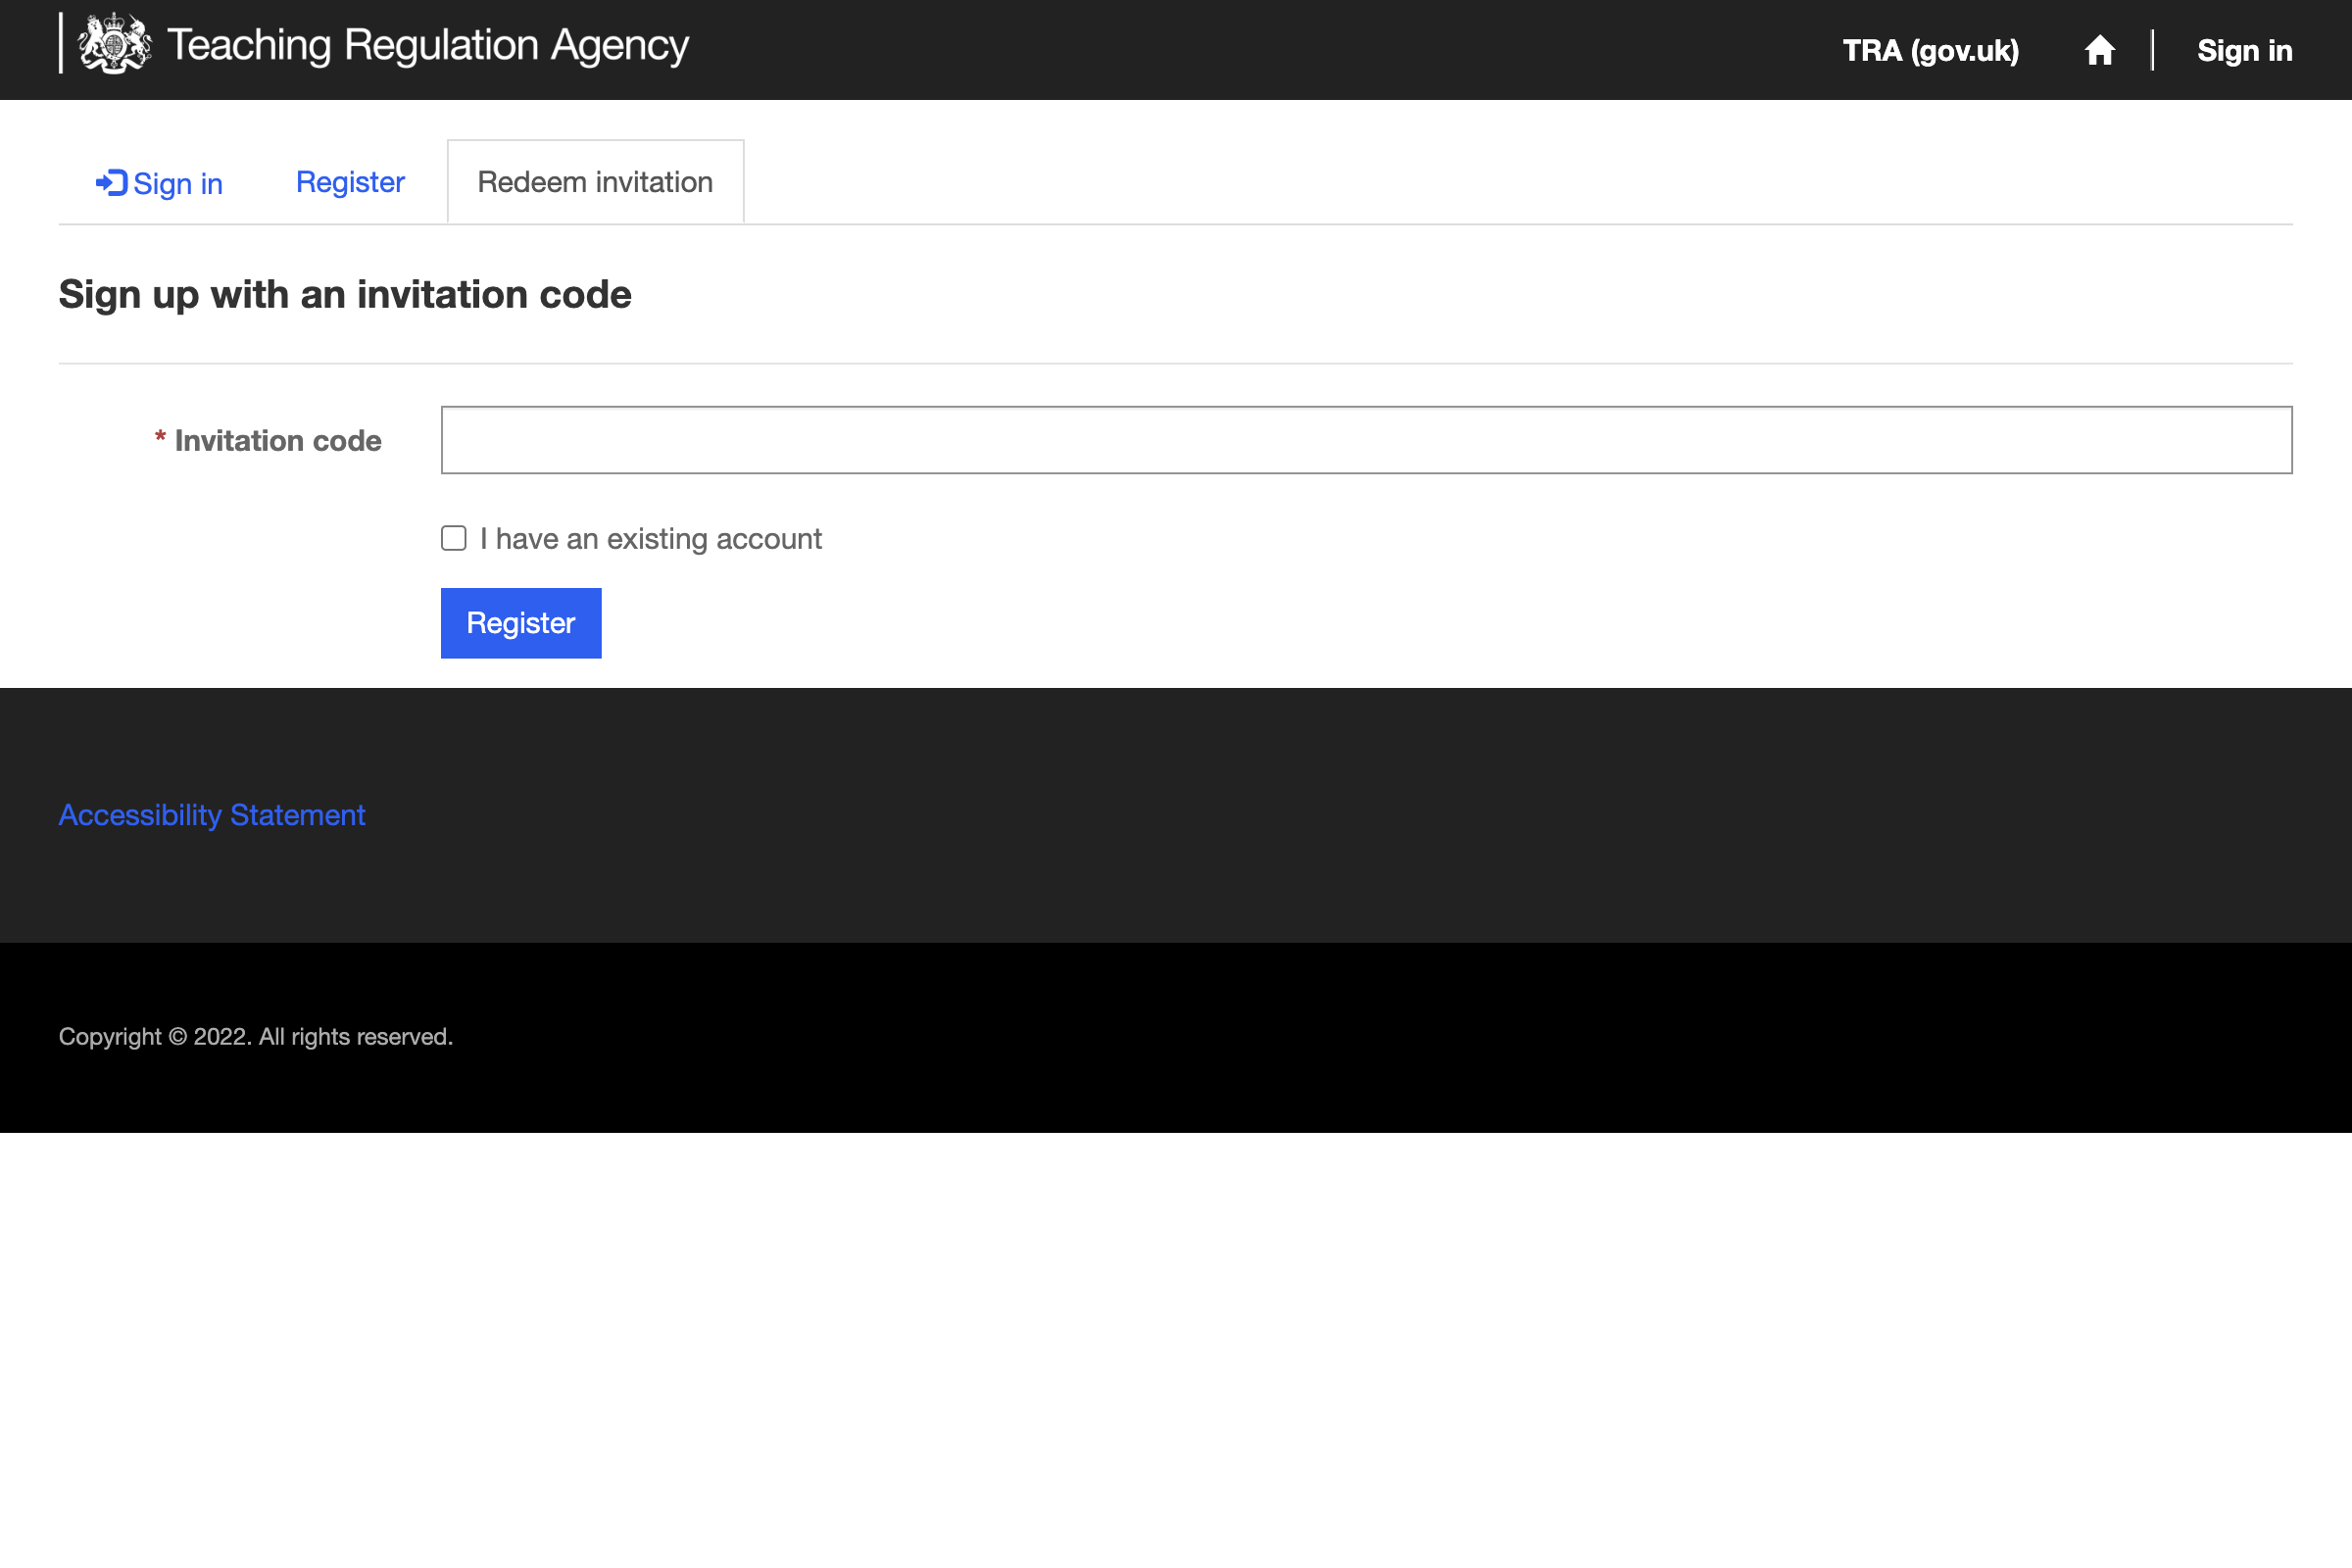 Teaching Regulation Agency
TRA (gov.uk)
Sign in
Sign in
Register
Redeem invitation
Sign up with an invitation code
* Invitation code
I have an existing account
Register
Accessibility Statement
Copyright © 2022. All rights reserved.